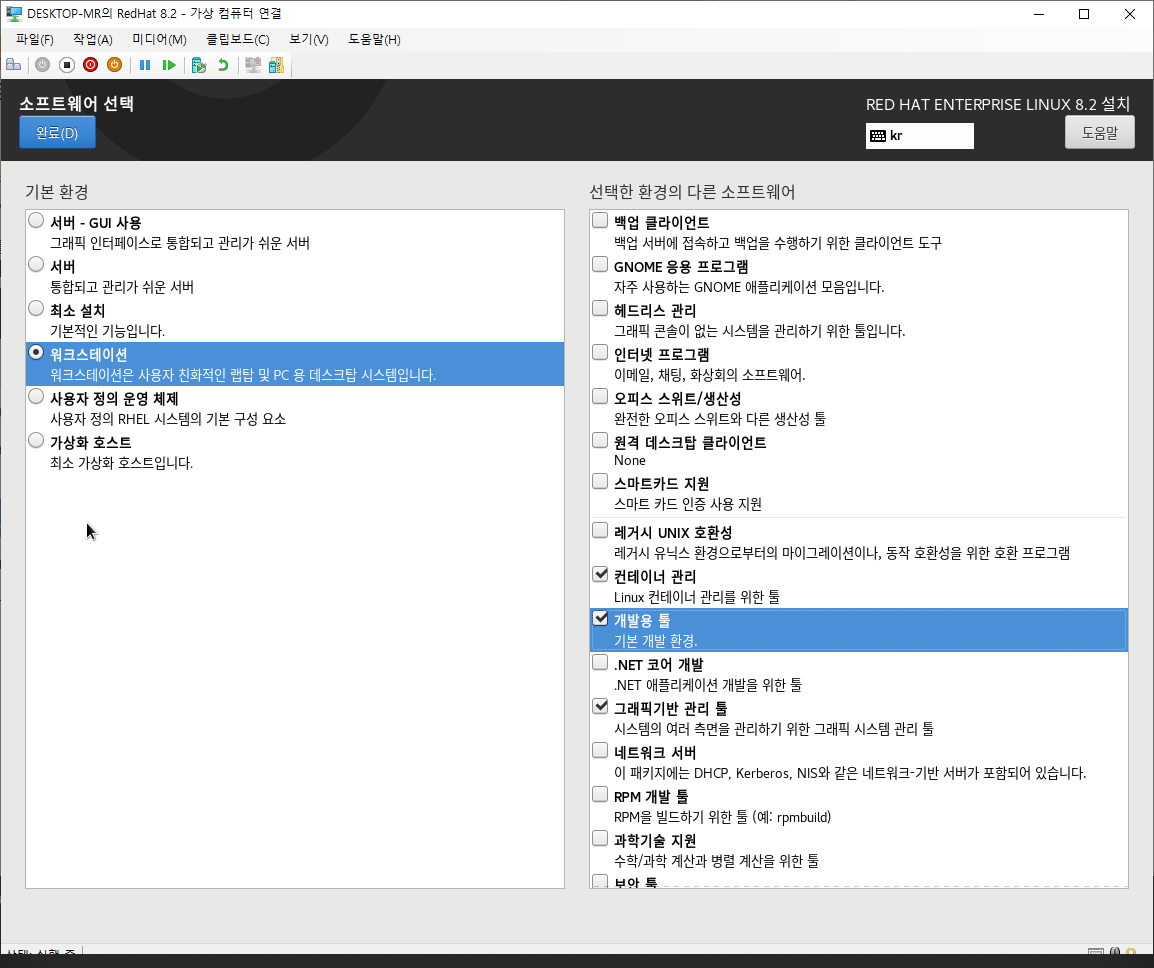 DESKTOP-MR의 RedHat 8.2 - 가상 컴퓨터 연결
파일(F) 작업(A) 미디어(M) 클립보드(C) 보기(V) 도움말(H)
소프트웨어 선택
RED HAT ENTERPRISE LINUX 8.2 설치
완료(D)
kr
도움말
기본 환경
서버 - GUI 사용
그래픽 인터페이스로 통합되고 관리가 쉬운 서버
서버
통합되고 관리가 쉬운 서버
최소 설치
기본적인 기능입니다.
워크스테이션
워크스테이션은 사용자 친화적인 랩탑 및 PC 용 데스크탑 시스템입니다.
사용자 정의 운영 체제
사용자 정의 RHEL 시스템의 기본 구성 요소
가상화 호스트
최소 가상화 호스트입니다.
선택한 환경의 다른 소프트웨어
백업 클라이언트
백업 서버에 접속하고 백업을 수행하기 위한 클라이언트 도구
GNOME 응용 프로그램
자주 사용하는 GNOME 애플리케이션 모음입니다.
헤드리스 관리
그래픽 콘솔이 없는 시스템을 관리하기 위한 툴입니다.
인터넷 프로그램
이메일, 채팅, 화상회의 소프트웨어.
오피스 스위트/생산성
완전한 오피스 스위트와 다른 생산성 툴
원격 데스크탑 클라이언트
None
스마트카드 지원
스마트 카드 인증 사용 지원
레거시 UNIX 호환성
레거시 유닉스 환경으로부터의 마이그레이션이나, 동작 호환성을 위한 호환 프로그램
컨테이너 관리
Linux 컨테이너 관리를 위한 툴
개발용 툴
기본 개발 환경.
.NET 코어 개발
.NET 애플리케이션 개발을 위한 툴
그래픽기반 관리 툴
시스템의 여러 측면을 관리하기 위한 그래픽 시스템 관리 툴
네트워크 서버
이 패키지에는 DHCP, Kerberos, NIS와 같은 네트워크-기반 서버가 포함되어 있습니다.
RPM 개발 툴
RPM을 빌드하기 위한 툴 (예: rpmbuild)
과학기술 지원
수학/과학 계산과 병렬 계산을 위한 툴
보안 툴
상태: 실행 중